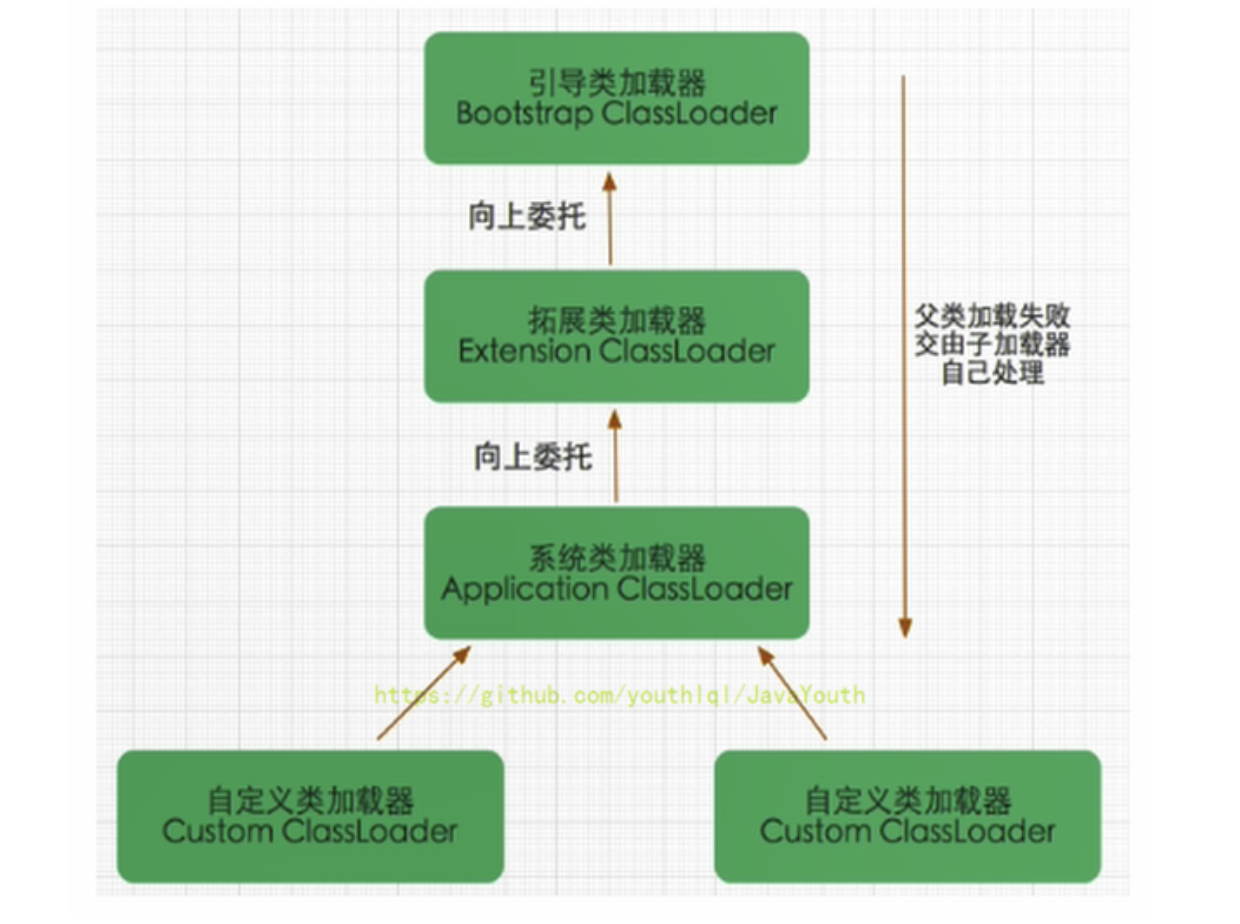 引导类加载器
Bootstrap ClassLoader
向上委托
拓展类加载器
Extension ClassLoader
父类加载失败
交由子加载器
自己处理
向上委托
系统类加载器
Application ClassLoader
https://github.com/youthlql/JavaYouth
自定义类加载器
Custom ClassLoader
自定义类加载器
Custom ClassLoader